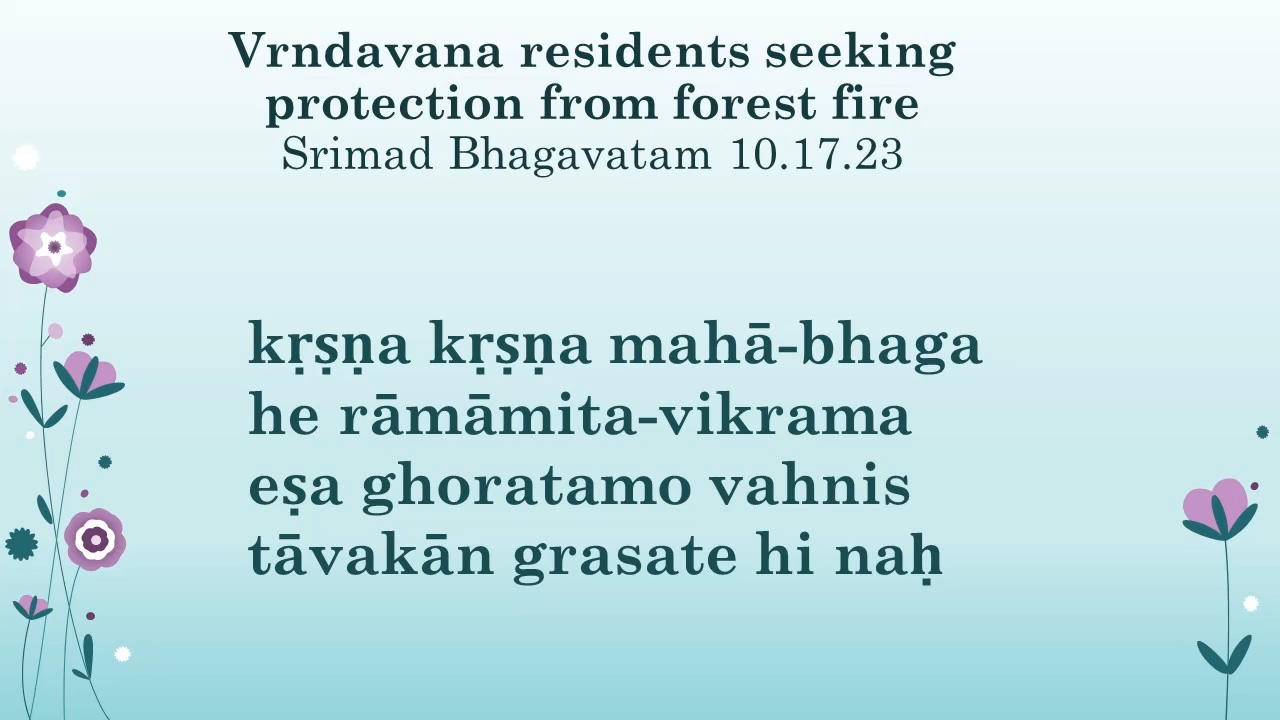 Vrndavana residents seeking
protection from forest fire
Srimad Bhagavatam 10.17.23
kṛṣṇa kṛṣṇa mahā-bhaga
he rāmāmita-vikrama
eṣa ghoratamo vahnis
tāvakān grasate hi naḥ